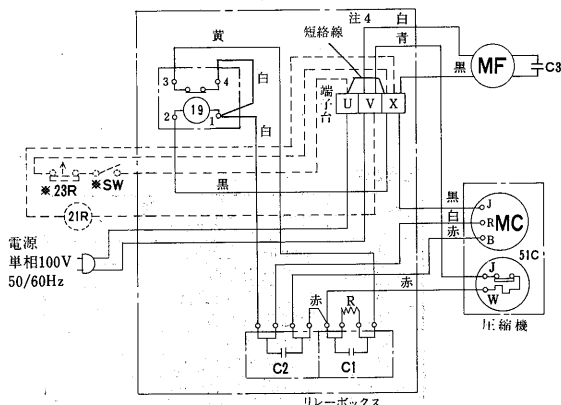 注4
白
短絡線
青
黄
白
3
4
19
2
1
白
端子台
U V X
黒
MF
C3
※23R
※SW
黒
21R
電源
単相100V
50/60Hz
黒
J
白
R
MC
赤
B
51C
J
W
赤
圧縮機
赤
R
C2
C1
リレーボックス